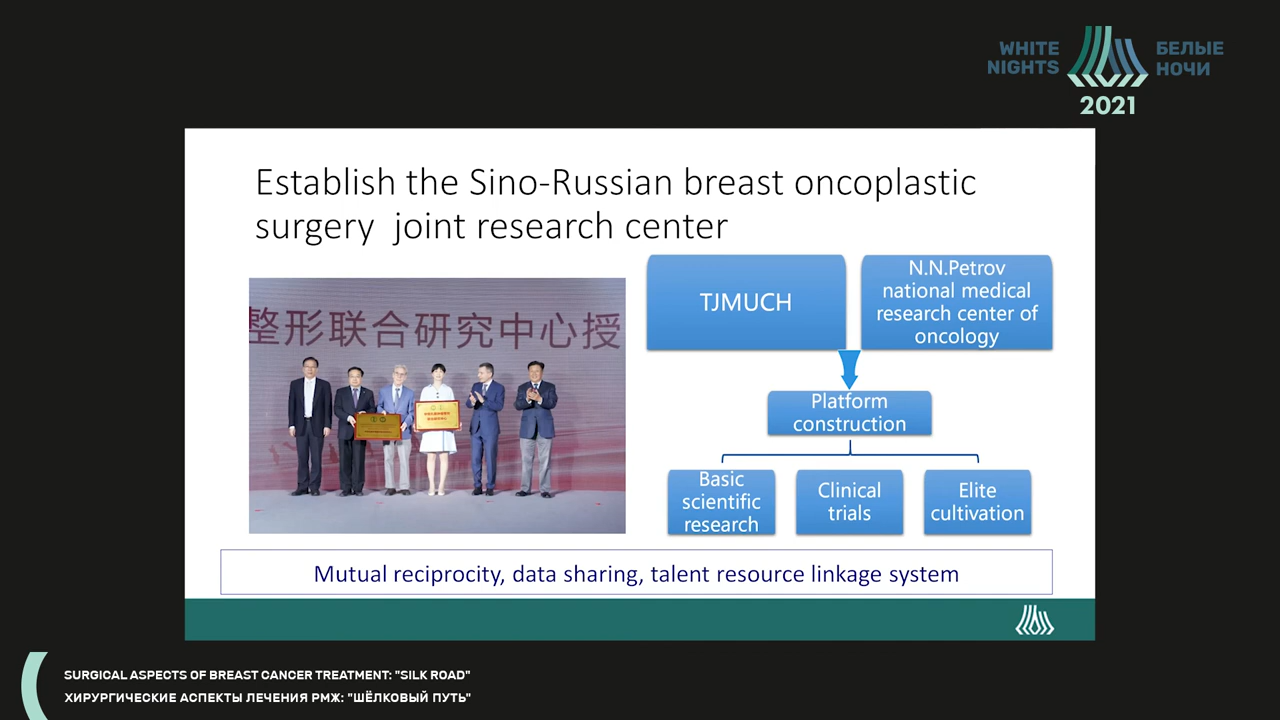 WHITE
NIGHTS
БЕЛЫЕ
НОЧИ
2021
Establish the Sino-Russian breast oncoplastic
surgery joint research center
整形联合研究中心授
TJMUCH
N.N.Petrov
national medical
research center of
oncology
Platform
construction
Basic
scientific
research
Clinical
trials
Elite
cultivation
Mutual reciprocity, data sharing, talent resource linkage system
SURGICAL ASPECTS OF BREAST CANCER TREATMENT: "SILK ROAD"
ХИРУРГИЧЕСКИЕ АСПЕКТЫ ЛЕЧЕНИЯ РМЖ: "ШЁЛКОВЫЙ ПУТЬ"